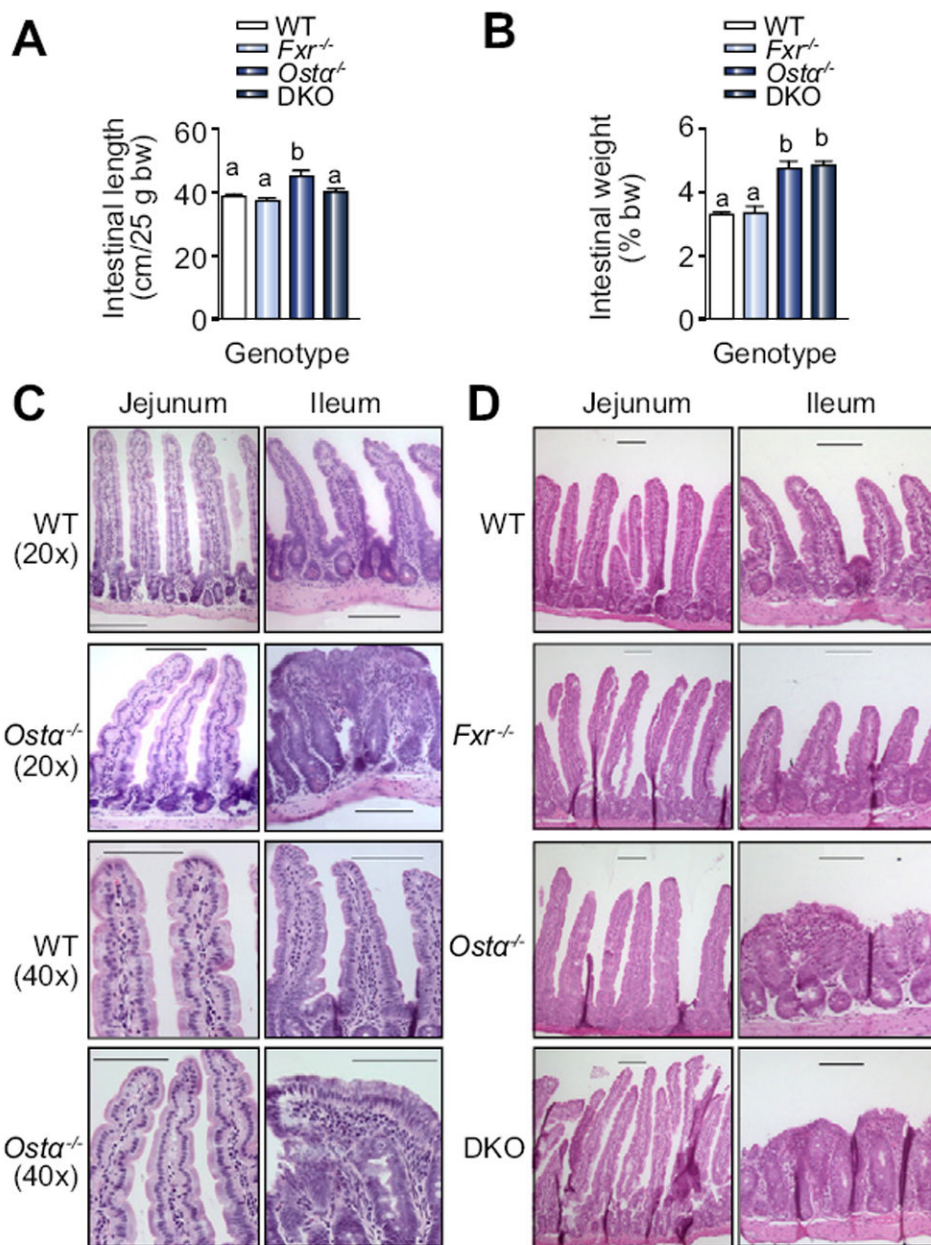 A
WT
Fxr-/-
Ostα-/-
DKO
Intestinal length
(cm/25 g bw)
60
40
20
0
a
a
b
a
Genotype
B
WT
Fxr-/-
Ostα-/-
DKO
Intestinal weight
(% bw)
6
4
2
0
a
a
b
b
Genotype
C
Jejunum
Ileum
WT
(20x)
Ostα-/-
(20x)
WT
(40x)
Ostα-/-
(40x)
D
Jejunum
Ileum
WT
Fxr-/-
Ostα-/-
DKO